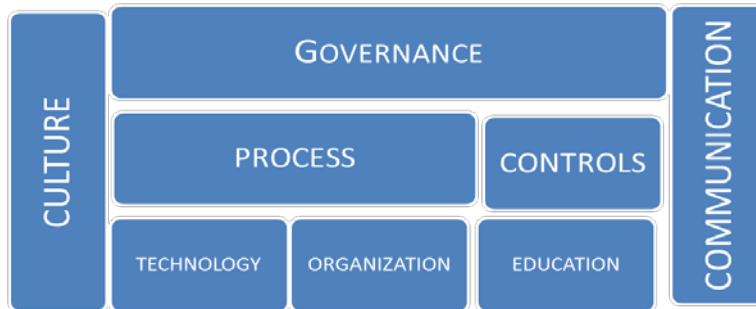 CULTURE
GOVERNANCE
PROCESS
CONTROLS
TECHNOLOGY
ORGANIZATION
EDUCATION
COMMUNICATION